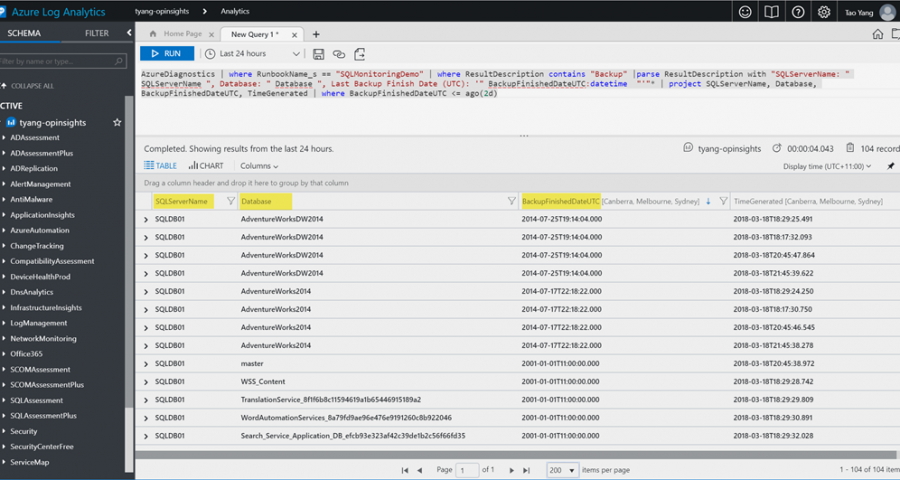 Azure Log Analytics
tyang-opinsights > Analytics
Tao Yang
SCHEMA FILTER
Home Page × New Query 1 * × +
RUN Last 24 hours
Filter by name or type...
COLLAPSE ALL
CTIVE
tyang-opinsights
ADAssessment
ADAssessmentPlus
ADReplication
AlertManagement
AntiMalware
ApplicationInsights
AzureAutomation
ChangeTracking
CompatibilityAssessment
DeviceHealthProd
DnsAnalytics
InfrastructureInsights
LogManagement
NetworkMonitoring
Office365
SCOMAssessment
SCOMAssessmentPlus
SQLAssessment
SQLAssessmentPlus
Security
SecurityCenterFree
ServiceMap
AzureDiagnostics | where RunbookName_s == "SQLMonitoringDemo" | where ResultDescription contains "Backup" |parse ResultDescription with "SQLServerName: "
SQLServerName ", Database: " Database ", Last Backup Finish Date (UTC): '" BackupFinishedDateUTC:datetime "'"* | project SQLServerName, Database,
BackupFinishedDateUTC, TimeGenerated | where BackupFinishedDateUTC <= ago(2d)
Completed. Showing results from the last 24 hours. tyang-opinsights 00:00:04.043 104 record
TABLE CHART Columns Display time (UTC+11:00)
Drag a column header and drop it here to group by that column
SQLServerName Database BackupFinishedDateUTC [Canberra, Melbourne, Sydney] TimeGenerated [Canberra, Melbourne, Sydney]
SQLDB01 AdventureWorksDW2014 2014-07-25T19:14:04.000 2018-03-18T18:29:25.491
SQLDB01 AdventureWorksDW2014 2014-07-25T19:14:04.000 2018-03-18T18:17:32.093
SQLDB01 AdventureWorksDW2014 2014-07-25T19:14:04.000 2018-03-18T20:45:47.864
SQLDB01 AdventureWorksDW2014 2014-07-25T19:14:04.000 2018-03-18T21:45:39.622
SQLDB01 AdventureWorks2014 2014-07-17T22:18:22.000 2018-03-18T18:29:24.250
SQLDB01 AdventureWorks2014 2014-07-17T22:18:22.000 2018-03-18T18:17:30.750
SQLDB01 AdventureWorks2014 2014-07-17T22:18:22.000 2018-03-18T20:45:46.545
SQLDB01 AdventureWorks2014 2014-07-17T22:18:22.000 2018-03-18T21:45:38.278
SQLDB01 master 2001-01-01T11:00:00.000 2018-03-18T20:45:38.972
SQLDB01 WSS_Content 2001-01-01T11:00:00.000 2018-03-18T18:29:28.742
SQLDB01 TranslationService_8f1f6b8c11594619a1b65446915189a2 2001-01-01T11:00:00.000 2018-03-18T18:29:29.809
SQLDB01 WordAutomationServices_8a79fd9ae96e476e9191260c8b922046 2001-01-01T11:00:00.000 2018-03-18T18:29:30.891
SQLDB01 Search_Service_Application_DB_efcb93e323af42c39de1b2c56f66fd35 2001-01-01T11:00:00.000 2018-03-18T18:29:32.028
Page 1 of 1 200 items per page 1 - 104 of 104 item